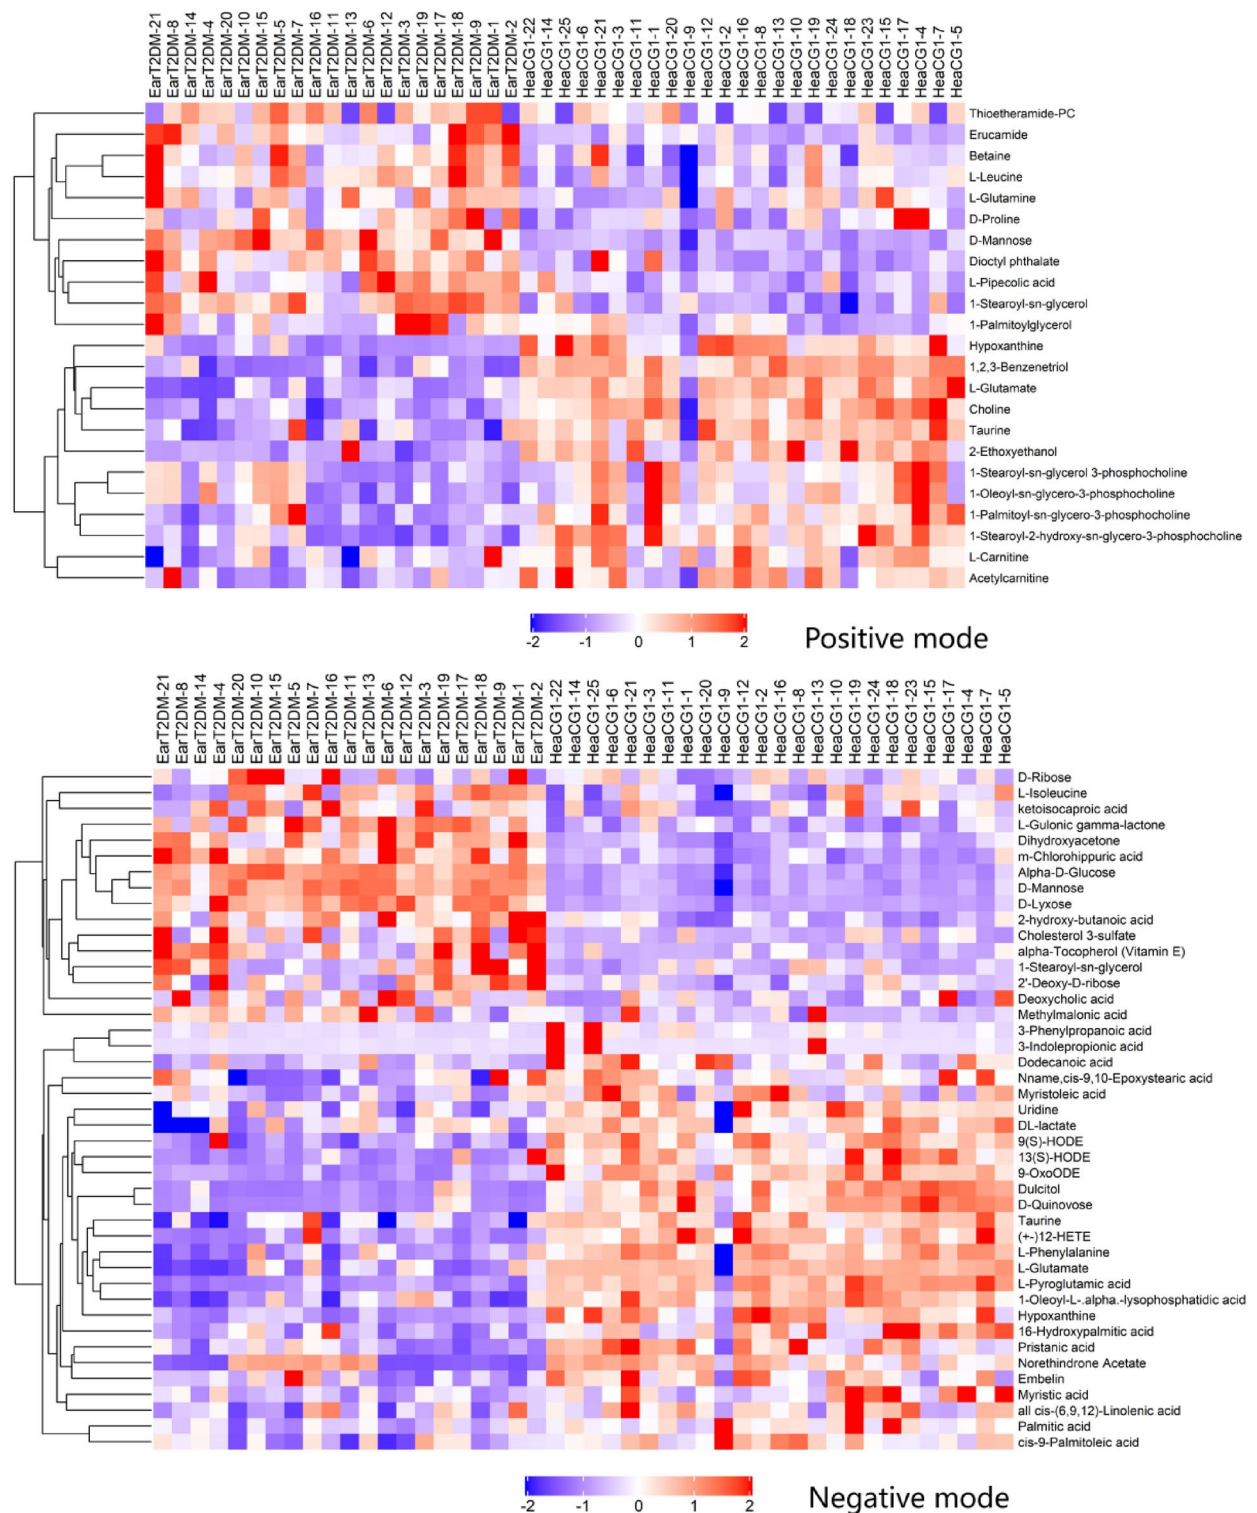 EarT2DM-21
EarT2DM-8
EarT2DM-14
EarT2DM-4
EarT2DM-20
EarT2DM-10
EarT2DM-15
EarT2DM-5
EarT2DM-7
EarT2DM-16
EarT2DM-11
EarT2DM-13
EarT2DM-6
EarT2DM-12
EarT2DM-3
EarT2DM-19
EarT2DM-17
EarT2DM-18
EarT2DM-9
EarT2DM-1
EarT2DM-2
HeaCG1-22
HeaCG1-14
HeaCG1-25
HeaCG1-6
HeaCG1-21
HeaCG1-3
HeaCG1-11
HeaCG1-1
HeaCG1-20
HeaCG1-9
HeaCG1-12
HeaCG1-2
HeaCG1-16
HeaCG1-8
HeaCG1-13
HeaCG1-10
HeaCG1-19
HeaCG1-24
HeaCG1-18
HeaCG1-23
HeaCG1-15
HeaCG1-17
HeaCG1-4
HeaCG1-7
HeaCG1-5
Thioetheramide-PC
Erucamide
Betaine
L-Leucine
L-Glutamine
D-Proline
D-Mannose
Dioctyl phthalate
L-Pipecolic acid
1-Stearoyl-sn-glycerol
1-Palmitoylglycerol
Hypoxanthine
1,2,3-Benzenetriol
L-Glutamate
Choline
Taurine
2-Ethoxyethanol
1-Stearoyl-sn-glycerol 3-phosphocholine
1-Oleoyl-sn-glycero-3-phosphocholine
1-Palmitoyl-sn-glycero-3-phosphocholine
1-Stearoyl-2-hydroxy-sn-glycero-3-phosphocholine
L-Carnitine
Acetylcarnitine
-2 -1 0 1 2
Positive mode
EarT2DM-21
EarT2DM-8
EarT2DM-14
EarT2DM-4
EarT2DM-20
EarT2DM-10
EarT2DM-15
EarT2DM-5
EarT2DM-7
EarT2DM-16
EarT2DM-11
EarT2DM-13
EarT2DM-6
EarT2DM-12
EarT2DM-3
EarT2DM-19
EarT2DM-17
EarT2DM-18
EarT2DM-9
EarT2DM-1
EarT2DM-2
HeaCG1-22
HeaCG1-14
HeaCG1-25
HeaCG1-6
HeaCG1-21
HeaCG1-3
HeaCG1-11
HeaCG1-1
HeaCG1-20
HeaCG1-9
HeaCG1-12
HeaCG1-2
HeaCG1-16
HeaCG1-8
HeaCG1-13
HeaCG1-10
HeaCG1-19
HeaCG1-24
HeaCG1-18
HeaCG1-23
HeaCG1-15
HeaCG1-17
HeaCG1-4
HeaCG1-7
HeaCG1-5
D-Ribose
L-Isoleucine
ketoisocaproic acid
L-Gulonic gamma-lactone
Dihydroxyacetone
m-Chlorohippuric acid
Alpha-D-Glucose
D-Mannose
D-Lyxose
2-hydroxy-butanoic acid
Cholesterol 3-sulfate
alpha-Tocopherol (Vitamin E)
1-Stearoyl-sn-glycerol
2'-Deoxy-D-ribose
Deoxycholic acid
Methylmalonic acid
3-Phenylpropanoic acid
3-Indolepropionic acid
Dodecanoic acid
Nname,cis-9,10-Epoxystearic acid
Myristoleic acid
Uridine
DL-lactate
9(S)-HODE
13(S)-HODE
9-OxoODE
Dulcitol
D-Quinovose
Taurine
(+-)12-HETE
L-Phenylalanine
L-Glutamate
L-Pyroglutamic acid
1-Oleoyl-L-.alpha.-lysophosphatidic acid
Hypoxanthine
16-Hydroxypalmitic acid
Pristanic acid
Norethindrone Acetate
Embelin
Myristic acid
all cis-(6,9,12)-Linolenic acid
Palmitic acid
cis-9-Palmitoleic acid
-2 -1 0 1 2
Negative mode